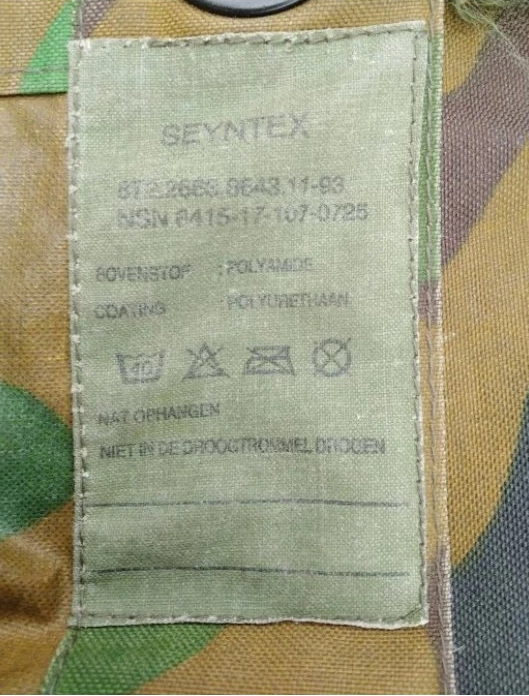 SEYNTEX
NSN 8415-17-107-0725
BOVENSTOF : POLYAMIDE
COATING : POLYURETHAAN
40
NAT OPHANGEN
NIET IN DE DROOGTROMMEL DROGEN